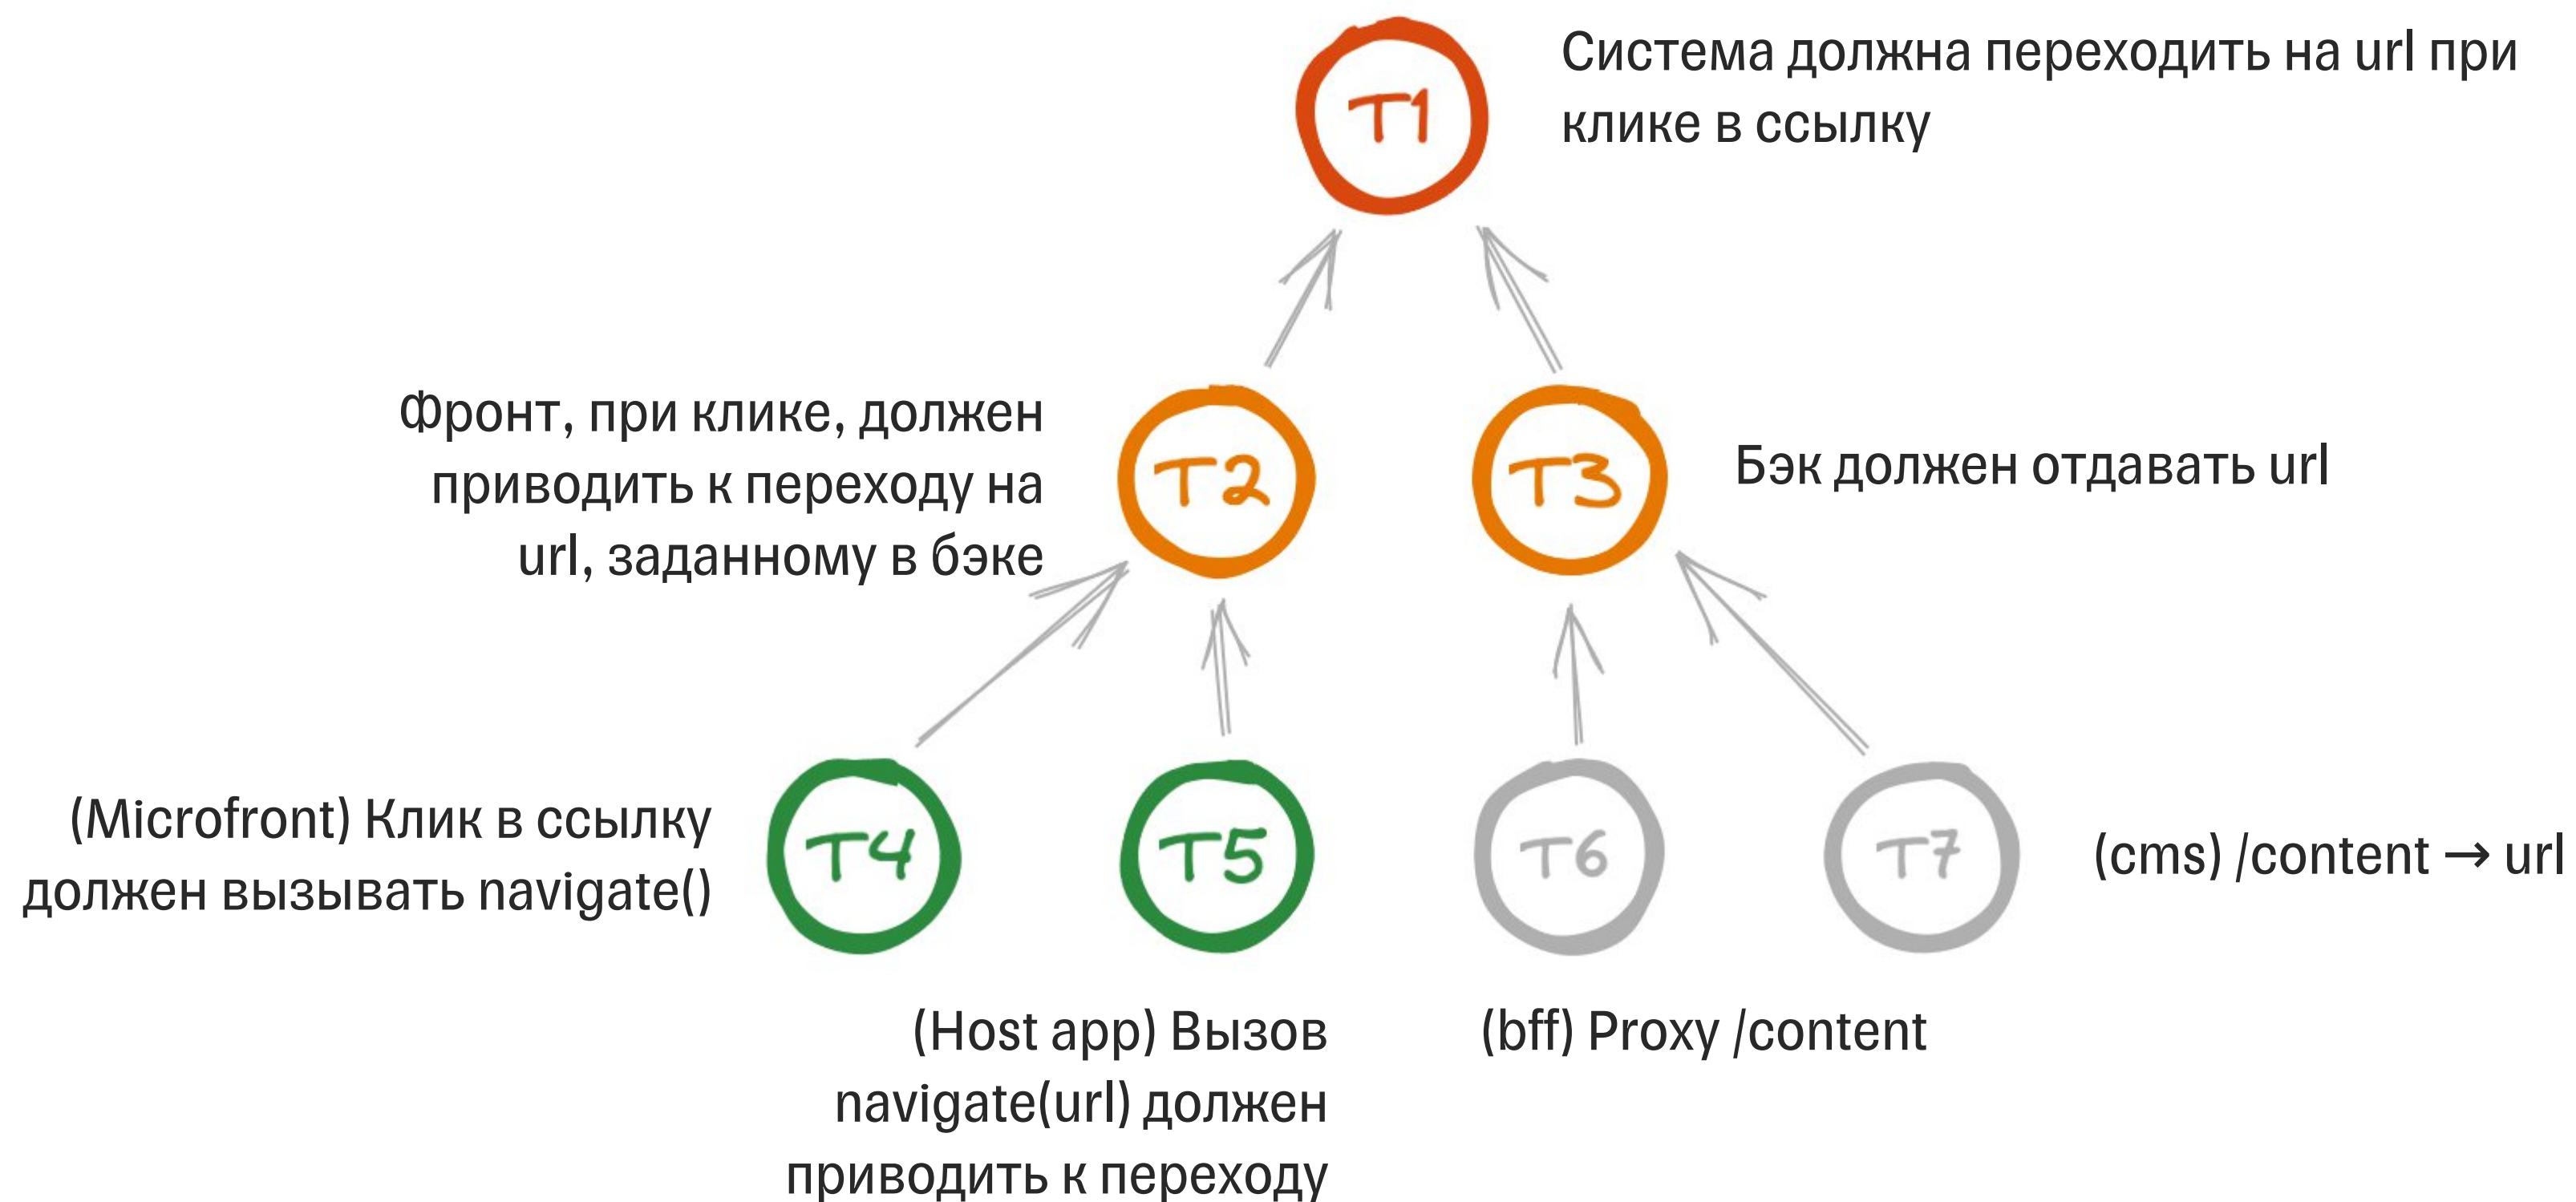 T1
Система должна переходить на url при
клике в ссылку
Фронт, при клике, должен
приводить к переходу на
url, заданному в бэке
T2
T3
Бэк должен отдавать url
(Microfront) Клик в ссылку
должен вызывать navigate()
T4
T5
T6
T7
(cms) /content → url
(Host app) Вызов
navigate(url) должен
приводить к переходу
(bff) Proxy /content